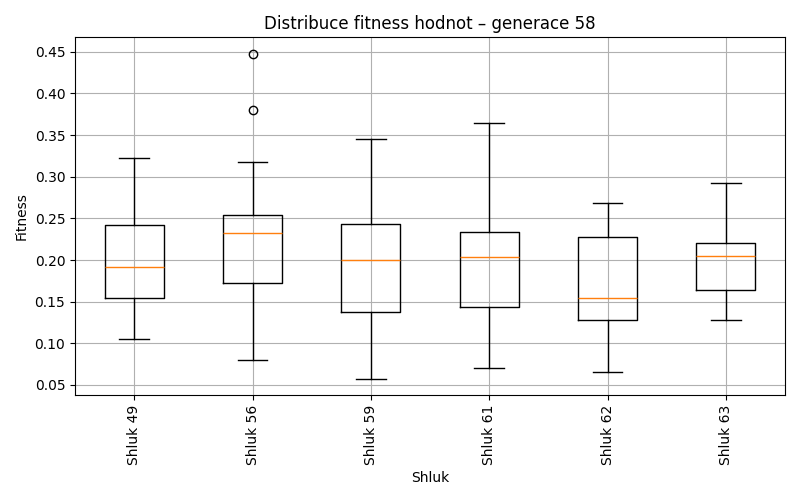 Distribuce fitness hodnot – generace 58
Fitness
0.45
0.40
0.35
0.30
0.25
0.20
0.15
0.10
0.05
Shluk 49
Shluk 56
Shluk 59
Shluk 61
Shluk 62
Shluk 63
Shluk